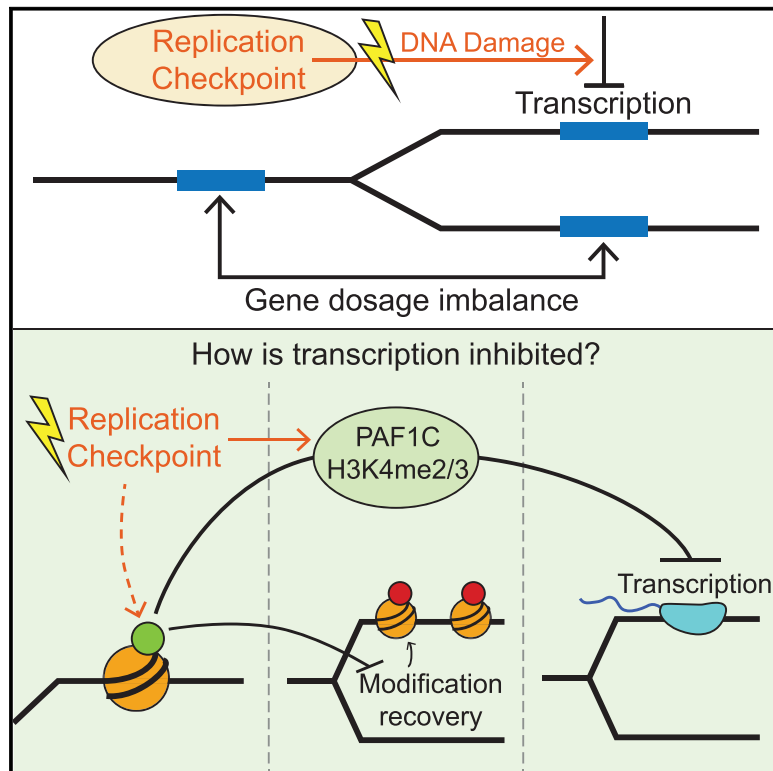 Replication
Checkpoint
DNA Damage
Transcription
Gene dosage imbalance
How is transcription inhibited?
Replication
Checkpoint
PAF1C
H3K4me2/3
Transcription
Modification
recovery